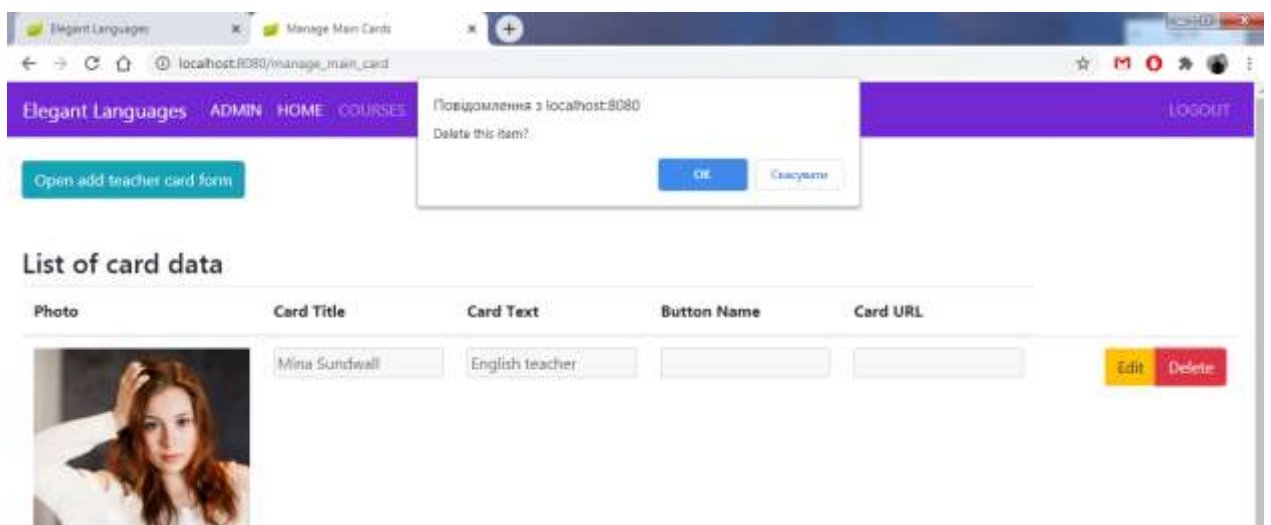 Elegant Languages
Manage Main Cards
localhost:8080/manage_main_card
Elegant Languages ADMIN HOME COURSES LOGOUT
Повідомлення з localhost:8080
Delete this item?
OK Скасувати
Open add teacher card form
List of card data
Photo Card Title Card Text Button Name Card URL
Mina Sundwall English teacher Edit Delete